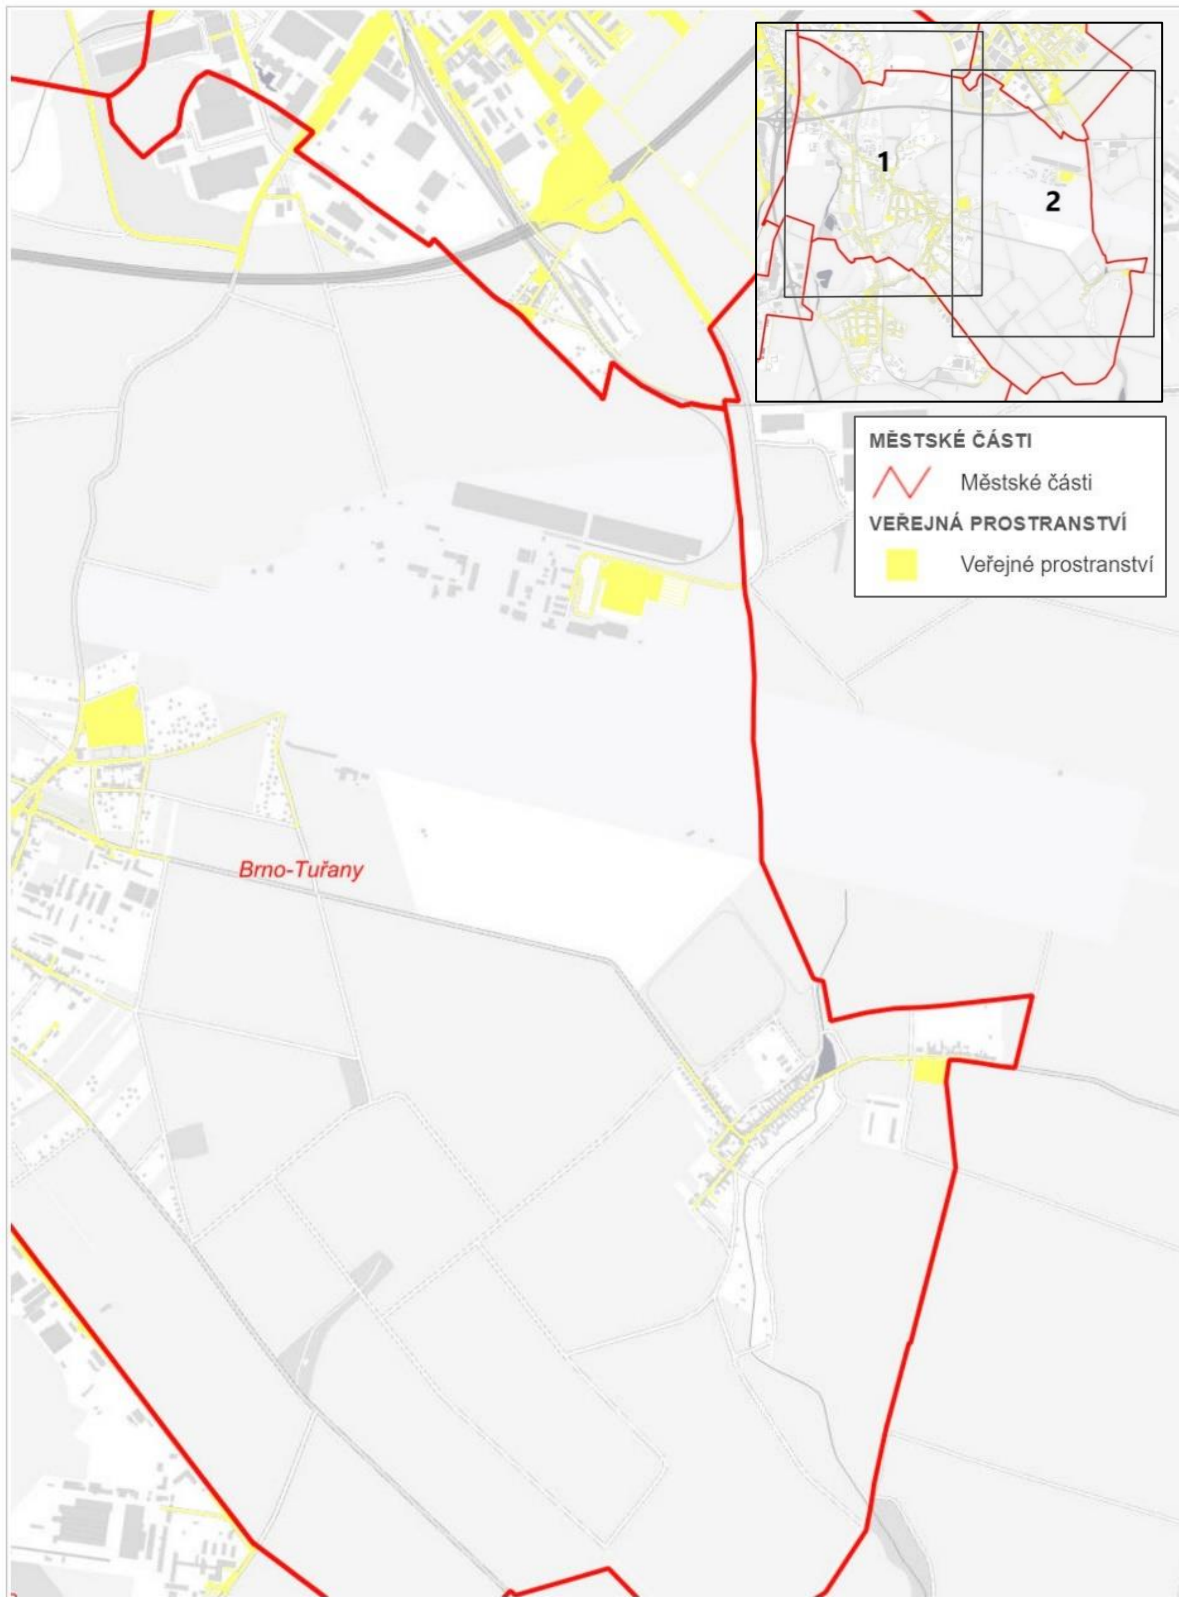 1
2
MĚSTSKÉ ČÁSTI
Městské části
VEŘEJNÁ PROSTRANSTVÍ
Veřejné prostranství
Brno-Tuřany